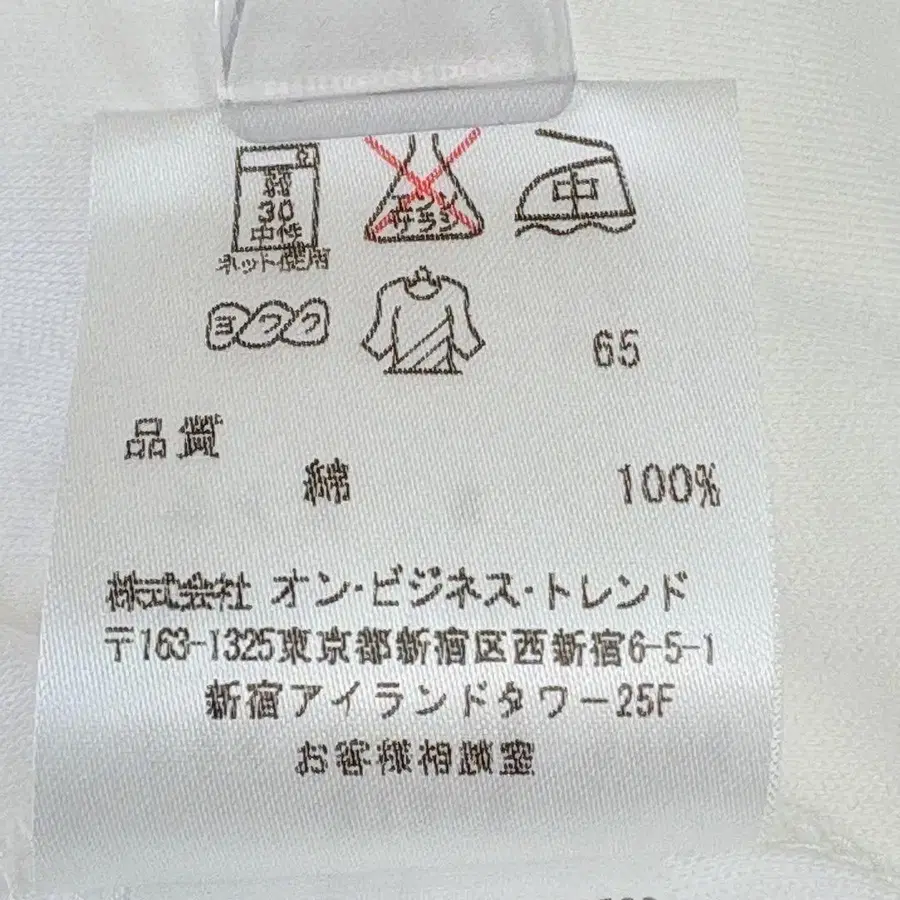 弱
30
中性
ネット使用
エンソ
サラシ
中
ヨワク
65
品質
綿
100%
株式会社 オン・ビジネス・トレンド
〒163-1325東京都新宿区西新宿6-5-1
新宿アイランドタワー25F
お客様相談室